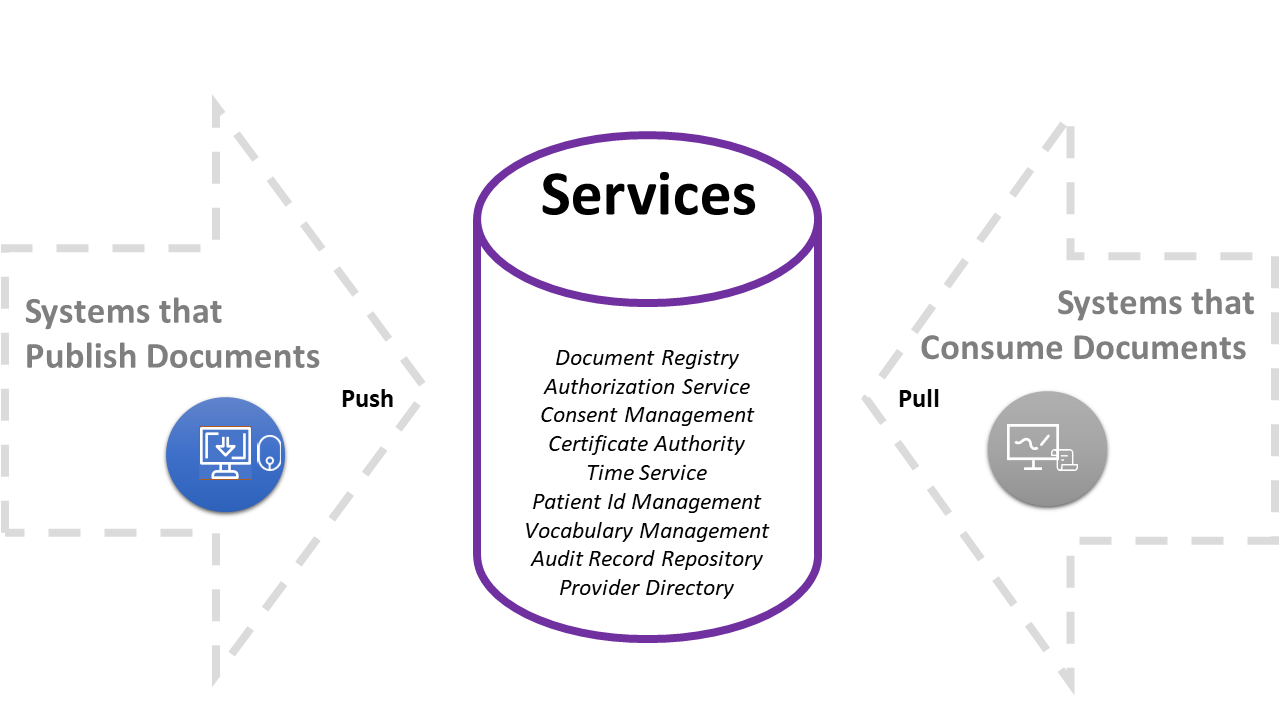 Services
Systems that
Publish Documents
Push
Document Registry
Authorization Service
Consent Management
Certificate Authority
Time Service
Patient Id Management
Vocabulary Management
Audit Record Repository
Provider Directory
Systems that
Consume Documents
Pull